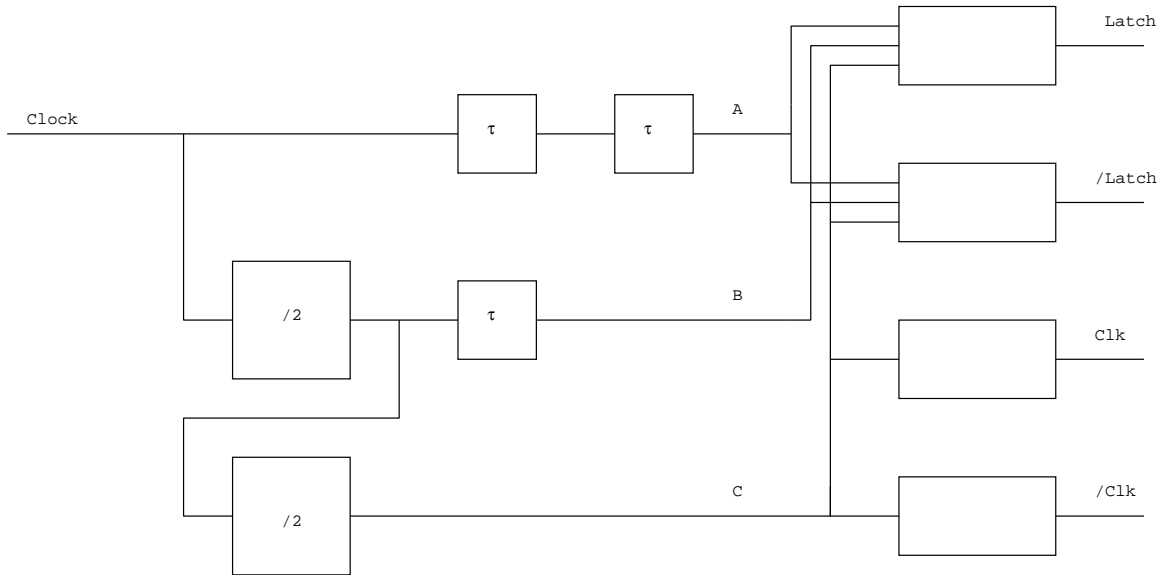 Latch
Clock
τ
τ
A
/Latch
/2
τ
B
Clk
/2
C
/Clk